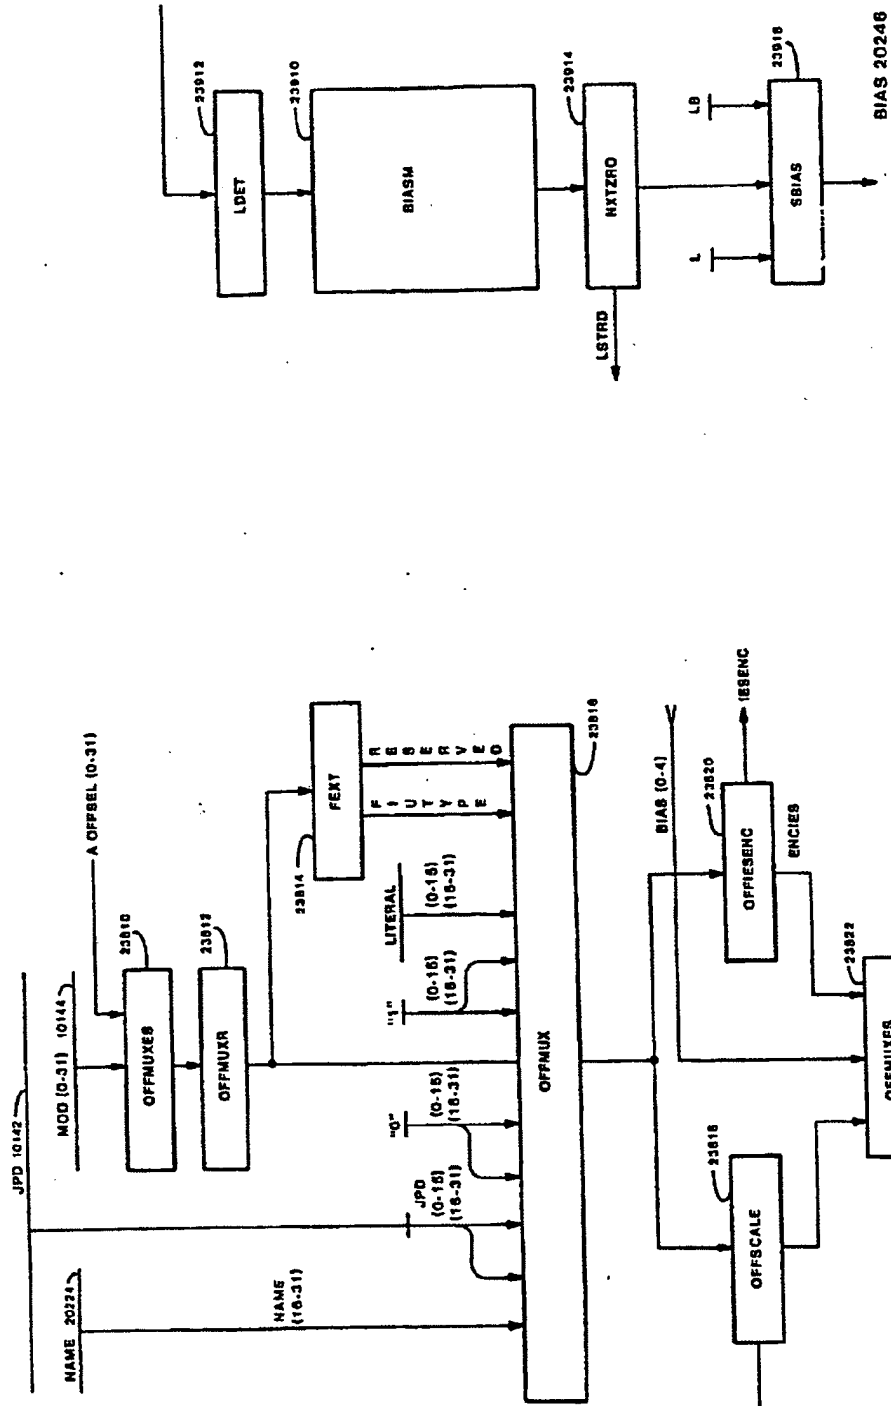 JPD 10142
MOD (0-31) 10144
A OFFSEL (0-31)
NAME 20224
OFFMUXES
23810
OFFMUXR
23812
NAME
(16-31)
JPD
(0-15)
(16-31)
"0"
(0-15)
(16-31)
"1"
(0-15)
(16-31)
LITERAL
(0-15)
(16-31)
23814
FEXT
FIUTYPE
RESERVED
OFFMUX
23816
OFFSCALE
23818
BIAS (0-4)
OFFIESENC
23820
IESENC
ENCIES
23822
LDET
23912
BIASM
23910
NXTZRO
23914
LSTRD
L
LB
SBIAS
23916
BIAS 20246